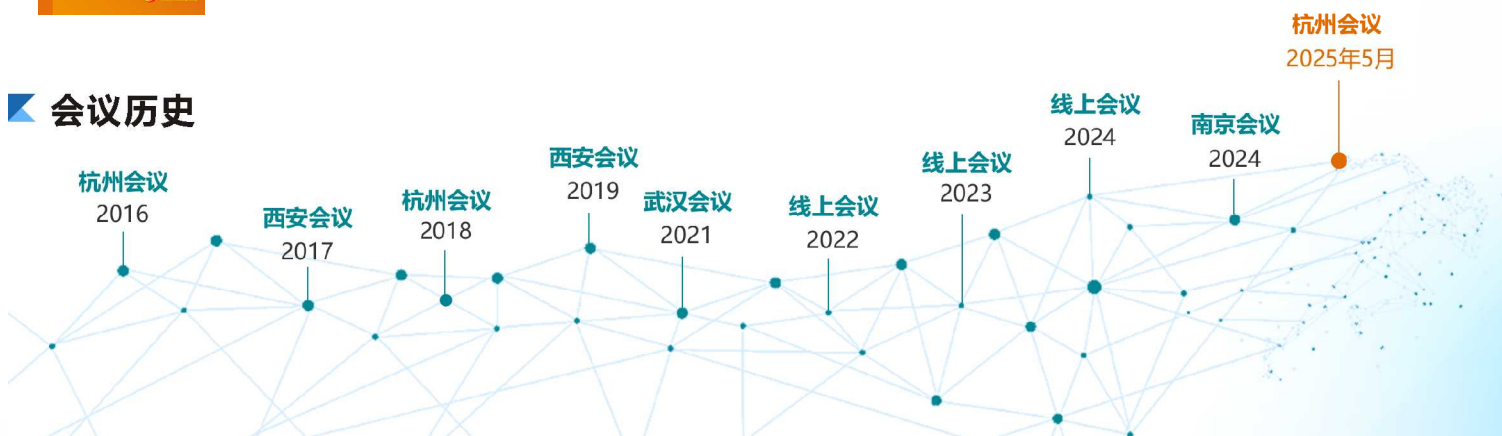 会议历史
杭州会议
2016
西安会议
2017
杭州会议
2018
西安会议
2019
武汉会议
2021
线上会议
2022
线上会议
2023
线上会议
2024
南京会议
2024
杭州会议
2025年5月